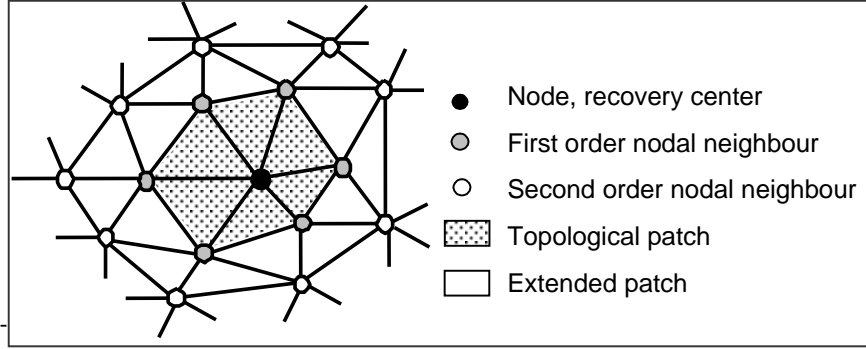 Node, recovery center
First order nodal neighbour
Second order nodal neighbour
Topological patch
Extended patch